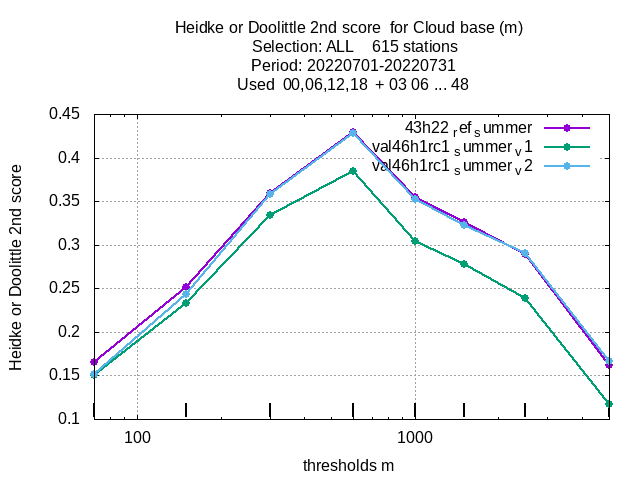 Heidke or Doolittle 2nd score for Cloud base (m)
Selection: ALL 615 stations
Period: 20220701-20220731
Used 00,06,12,18 + 03 06 ... 48
43h22 ref summer
val46h1rc1 summer v1
val46h1rc1 summer v2
Heidke or Doolittle 2nd score
0.45
0.4
0.35
0.3
0.25
0.2
0.15
0.1
100 1000
thresholds m